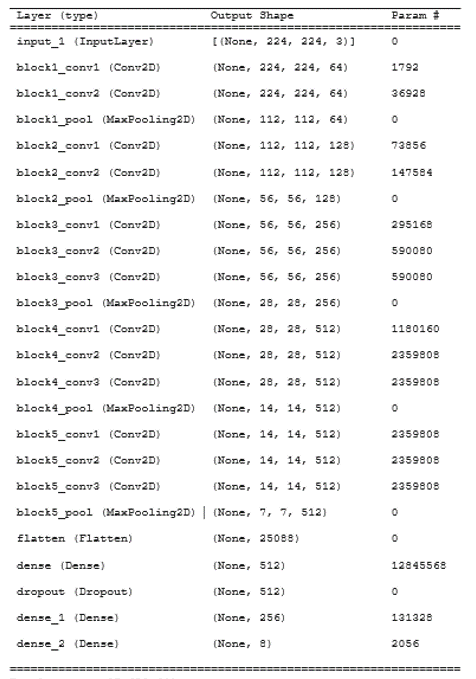 Layer (type) Output Shape Param #
=================================================================
input_1 (InputLayer) [(None, 224, 224, 3)] 0
block1_conv1 (Conv2D) (None, 224, 224, 64) 1792
block1_conv2 (Conv2D) (None, 224, 224, 64) 36928
block1_pool (MaxPooling2D) (None, 112, 112, 64) 0
block2_conv1 (Conv2D) (None, 112, 112, 128) 73856
block2_conv2 (Conv2D) (None, 112, 112, 128) 147584
block2_pool (MaxPooling2D) (None, 56, 56, 128) 0
block3_conv1 (Conv2D) (None, 56, 56, 256) 295168
block3_conv2 (Conv2D) (None, 56, 56, 256) 590080
block3_conv3 (Conv2D) (None, 56, 56, 256) 590080
block3_pool (MaxPooling2D) (None, 28, 28, 256) 0
block4_conv1 (Conv2D) (None, 28, 28, 512) 1180160
block4_conv2 (Conv2D) (None, 28, 28, 512) 2359808
block4_conv3 (Conv2D) (None, 28, 28, 512) 2359808
block4_pool (MaxPooling2D) (None, 14, 14, 512) 0
block5_conv1 (Conv2D) (None, 14, 14, 512) 2359808
block5_conv2 (Conv2D) (None, 14, 14, 512) 2359808
block5_conv3 (Conv2D) (None, 14, 14, 512) 2359808
block5_pool (MaxPooling2D) (None, 7, 7, 512) 0
flatten (Flatten) (None, 25088) 0
dense (Dense) (None, 512) 12845568
dropout (Dropout) (None, 512) 0
dense_1 (Dense) (None, 256) 131328
dense_2 (Dense) (None, 8) 2056
=================================================================